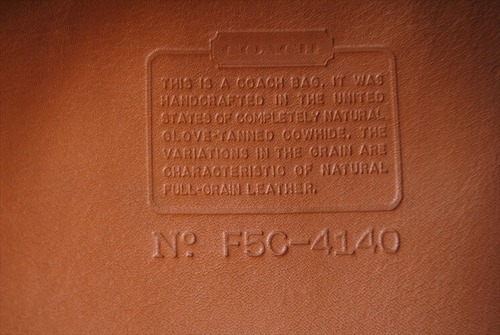 COACH
THIS IS A COACH BAG. IT WAS
HANDCRAFTED IN THE UNITED
STATES OF COMPLETELY NATURAL
GLOVE-TANNED COWHIDE. THE
VARIATIONS IN THE GRAIN ARE
CHARACTERISTIC OF NATURAL
FULL-GRAIN LEATHER.
Nº F5C-4140